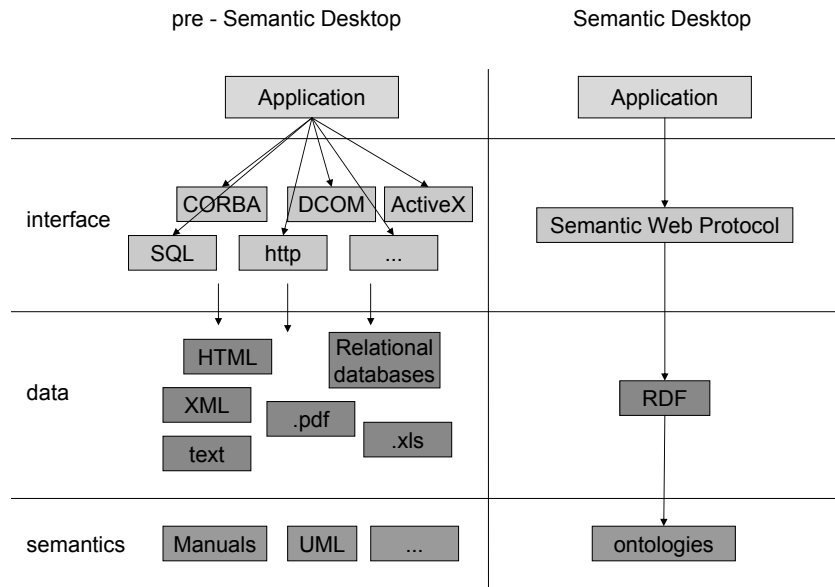 pre - Semantic Desktop
Semantic Desktop
Application
Application
interface
CORBA
DCOM
ActiveX
Semantic Web Protocol
SQL
http
...
data
HTML
Relational
databases
XML
.pdf
RDF
text
.xls
semantics
Manuals
UML
...
ontologies